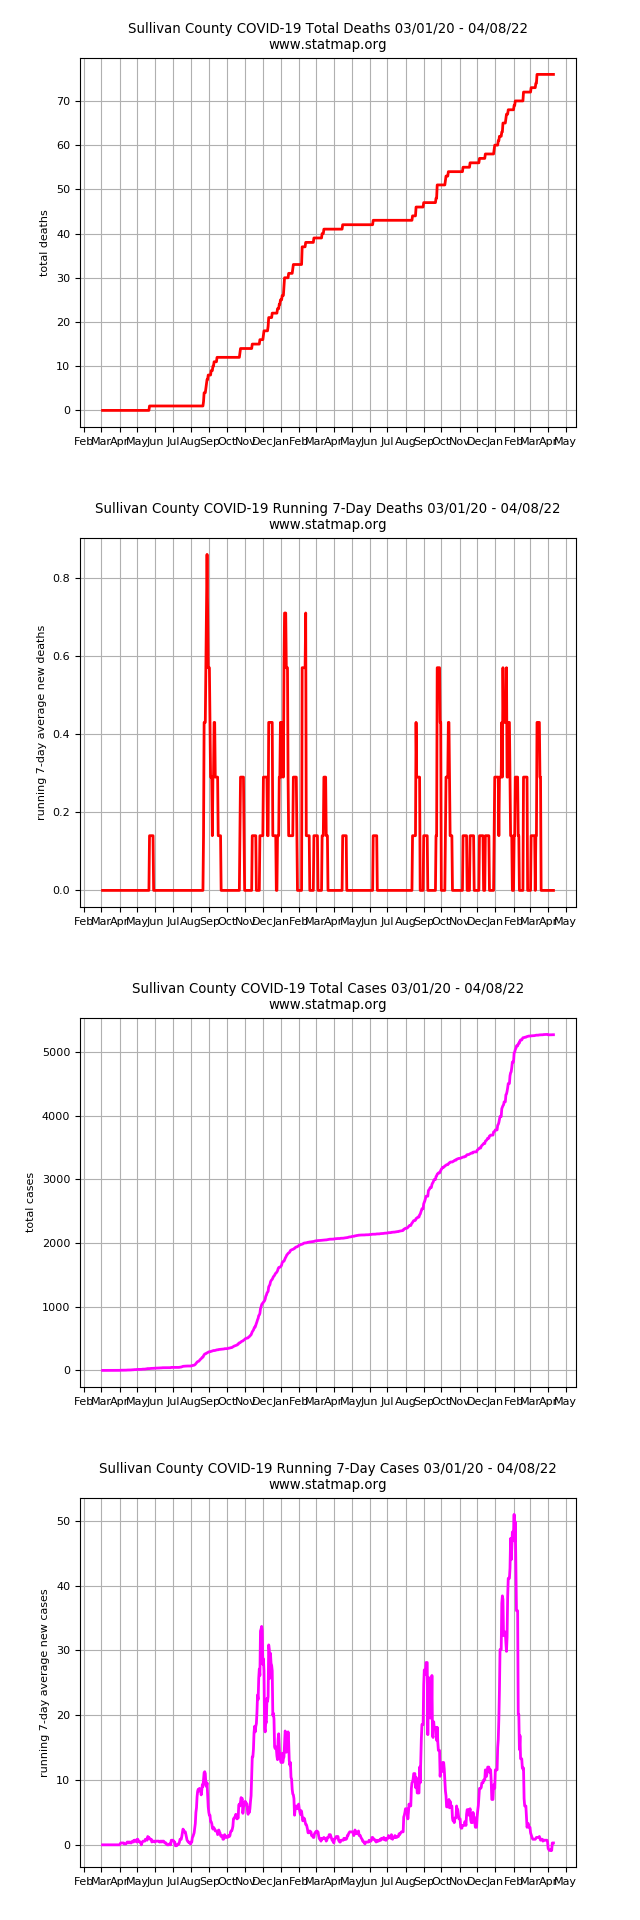 Sullivan County COVID-19 Total Deaths 03/01/20 - 04/08/22
www.statmap.org
70
60
50
40
30
20
10
0
total deaths
Feb Mar Apr May Jun Jul Aug Sep Oct Nov Dec Jan Feb Mar Apr May Jun Jul Aug Sep Oct Nov Dec Jan Feb Mar Apr May
Sullivan County COVID-19 Running 7-Day Deaths 03/01/20 - 04/08/22
www.statmap.org
0.8
0.6
0.4
0.2
0.0
running 7-day average new deaths
Feb Mar Apr May Jun Jul Aug Sep Oct Nov Dec Jan Feb Mar Apr May Jun Jul Aug Sep Oct Nov Dec Jan Feb Mar Apr May
Sullivan County COVID-19 Total Cases 03/01/20 - 04/08/22
www.statmap.org
5000
4000
3000
2000
1000
0
total cases
Feb Mar Apr May Jun Jul Aug Sep Oct Nov Dec Jan Feb Mar Apr May Jun Jul Aug Sep Oct Nov Dec Jan Feb Mar Apr May
Sullivan County COVID-19 Running 7-Day Cases 03/01/20 - 04/08/22
www.statmap.org
50
40
30
20
10
0
running 7-day average new cases
Feb Mar Apr May Jun Jul Aug Sep Oct Nov Dec Jan Feb Mar Apr May Jun Jul Aug Sep Oct Nov Dec Jan Feb Mar Apr May